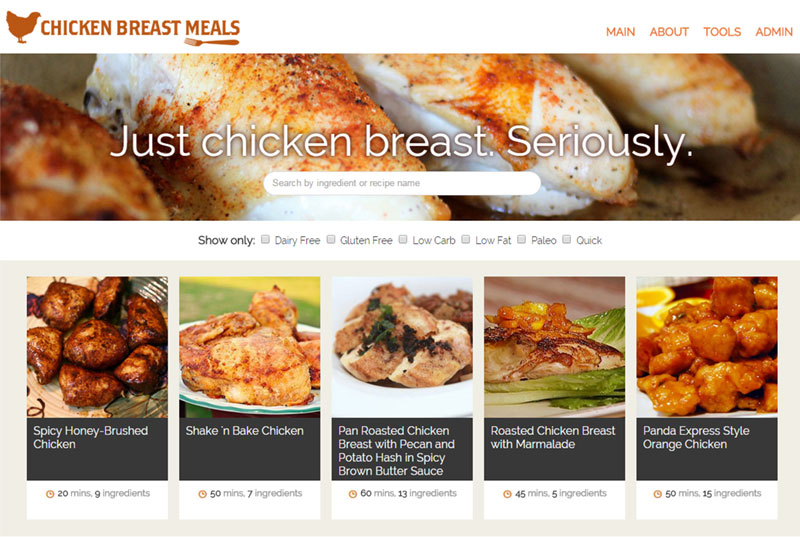 CHICKEN BREAST MEALS
MAIN ABOUT TOOLS ADMIN
Just chicken breast. Seriously.
Search by ingredient or recipe name
Show only: Dairy Free Gluten Free Low Carb Low Fat Paleo Quick
Spicy Honey-Brushed
Chicken
20 mins, 9 ingredients
Shake 'n Bake Chicken
50 mins, 7 ingredients
Pan Roasted Chicken
Breast with Pecan and
Potato Hash in Spicy
Brown Butter Sauce
60 mins, 13 ingredients
Roasted Chicken Breast
with Marmalade
45 mins, 5 ingredients
Panda Express Style
Orange Chicken
50 mins, 15 ingredients